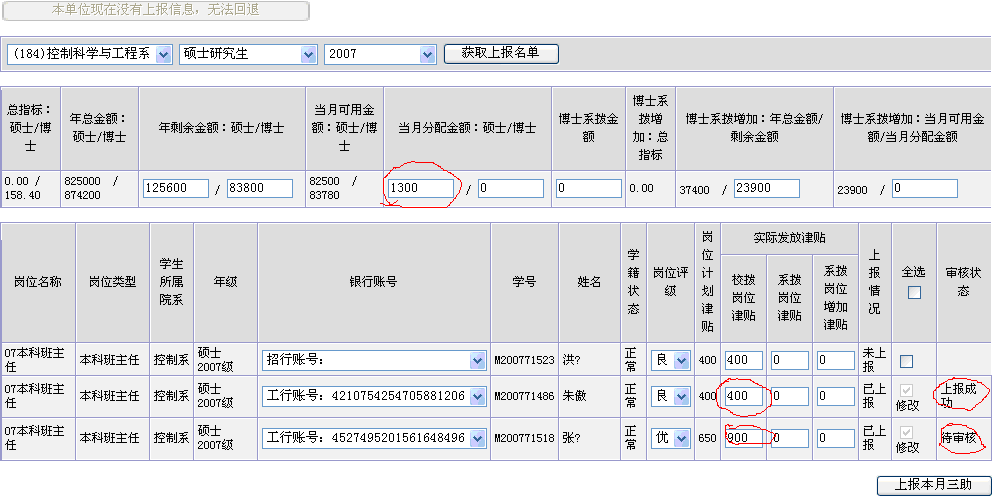 本单位现在没有上报信息，无法回退
(184)控制科学与工程系 硕士研究生 2007 获取上报名单
总指标：硕士/博士 年总金额：硕士/博士 年剩余金额：硕士/博士 当月可用金额：硕士/博士 当月分配金额：硕士/博士 博士系拨金额 博士系拨增加：总指标 博士系拨增加：年总金额/剩余金额 博士系拨增加：当月可用金额/当月分配金额
0.00 / 158.40 825000 / 874200 125600 / 83800 82500 / 83780 1300 / 0 0 0.00 37400 / 23900 23900 / 0
岗位名称 岗位类型 学生所属院系 年级 银行账号 学号 姓名 学籍状态 岗位评级 岗位计划津贴 实际发放津贴 上报情况 全选 审核状态
校拨岗位津贴 系拨岗位津贴 系拨岗位增加津贴
07本科班主任 本科班主任 控制系 硕士2007级 招行账号： M200771523 洪? 正常 良 400 400 0 0 未上报
07本科班主任 本科班主任 控制系 硕士2007级 工行账号：4210754254705881206 M200771486 朱傲 正常 良 400 400 0 0 已上报 修改 上报成功
07本科班主任 本科班主任 控制系 硕士2007级 工行账号：4527495201561648496 M200771518 张? 正常 优 650 900 0 0 已上报 修改 待审核
上报本月三助